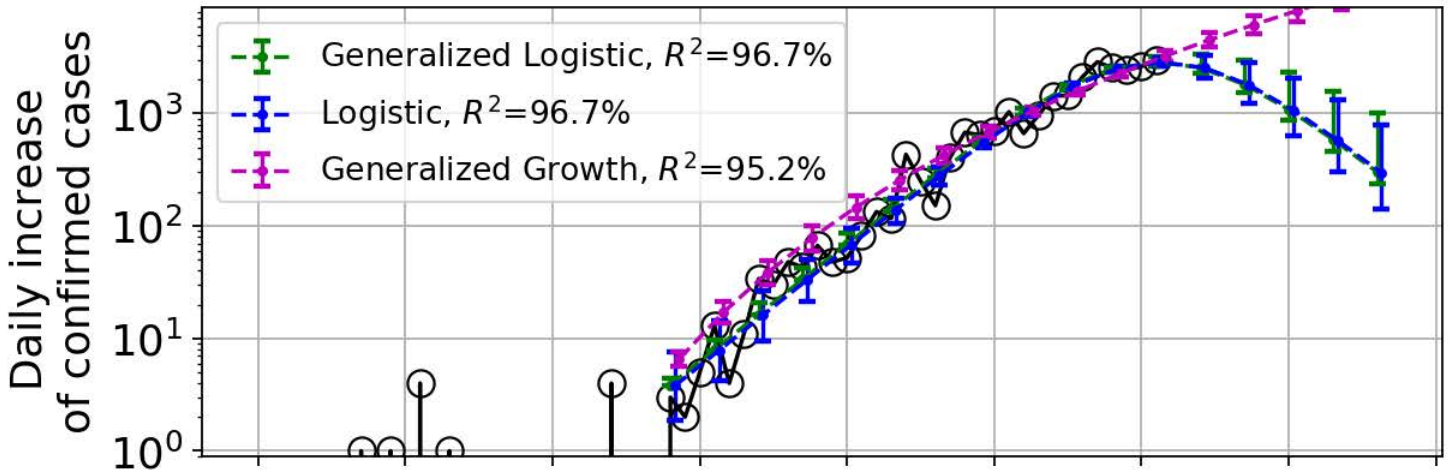 Daily increase
of confirmed cases
10³
10²
10¹
10⁰
Generalized Logistic, R²=96.7%
Logistic, R²=96.7%
Generalized Growth, R²=95.2%